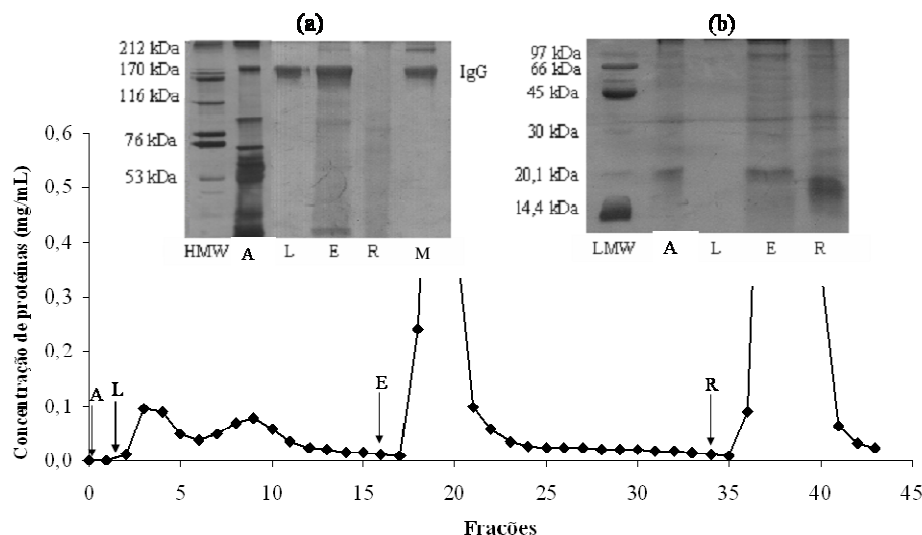 (a)
(b)
212 kDa
170 kDa
116 kDa
76 kDa
53 kDa
IgG
HMW A L E R M
97 kDa
66 kDa
45 kDa
30 kDa
20,1 kDa
14,4 kDa
LMW A L E R
Concentração de proteínas (mg/mL)
0,6
0,5
0,4
0,3
0,2
0,1
0,0
A
L
E
R
0 5 10 15 20 25 30 35 40 45
Frações